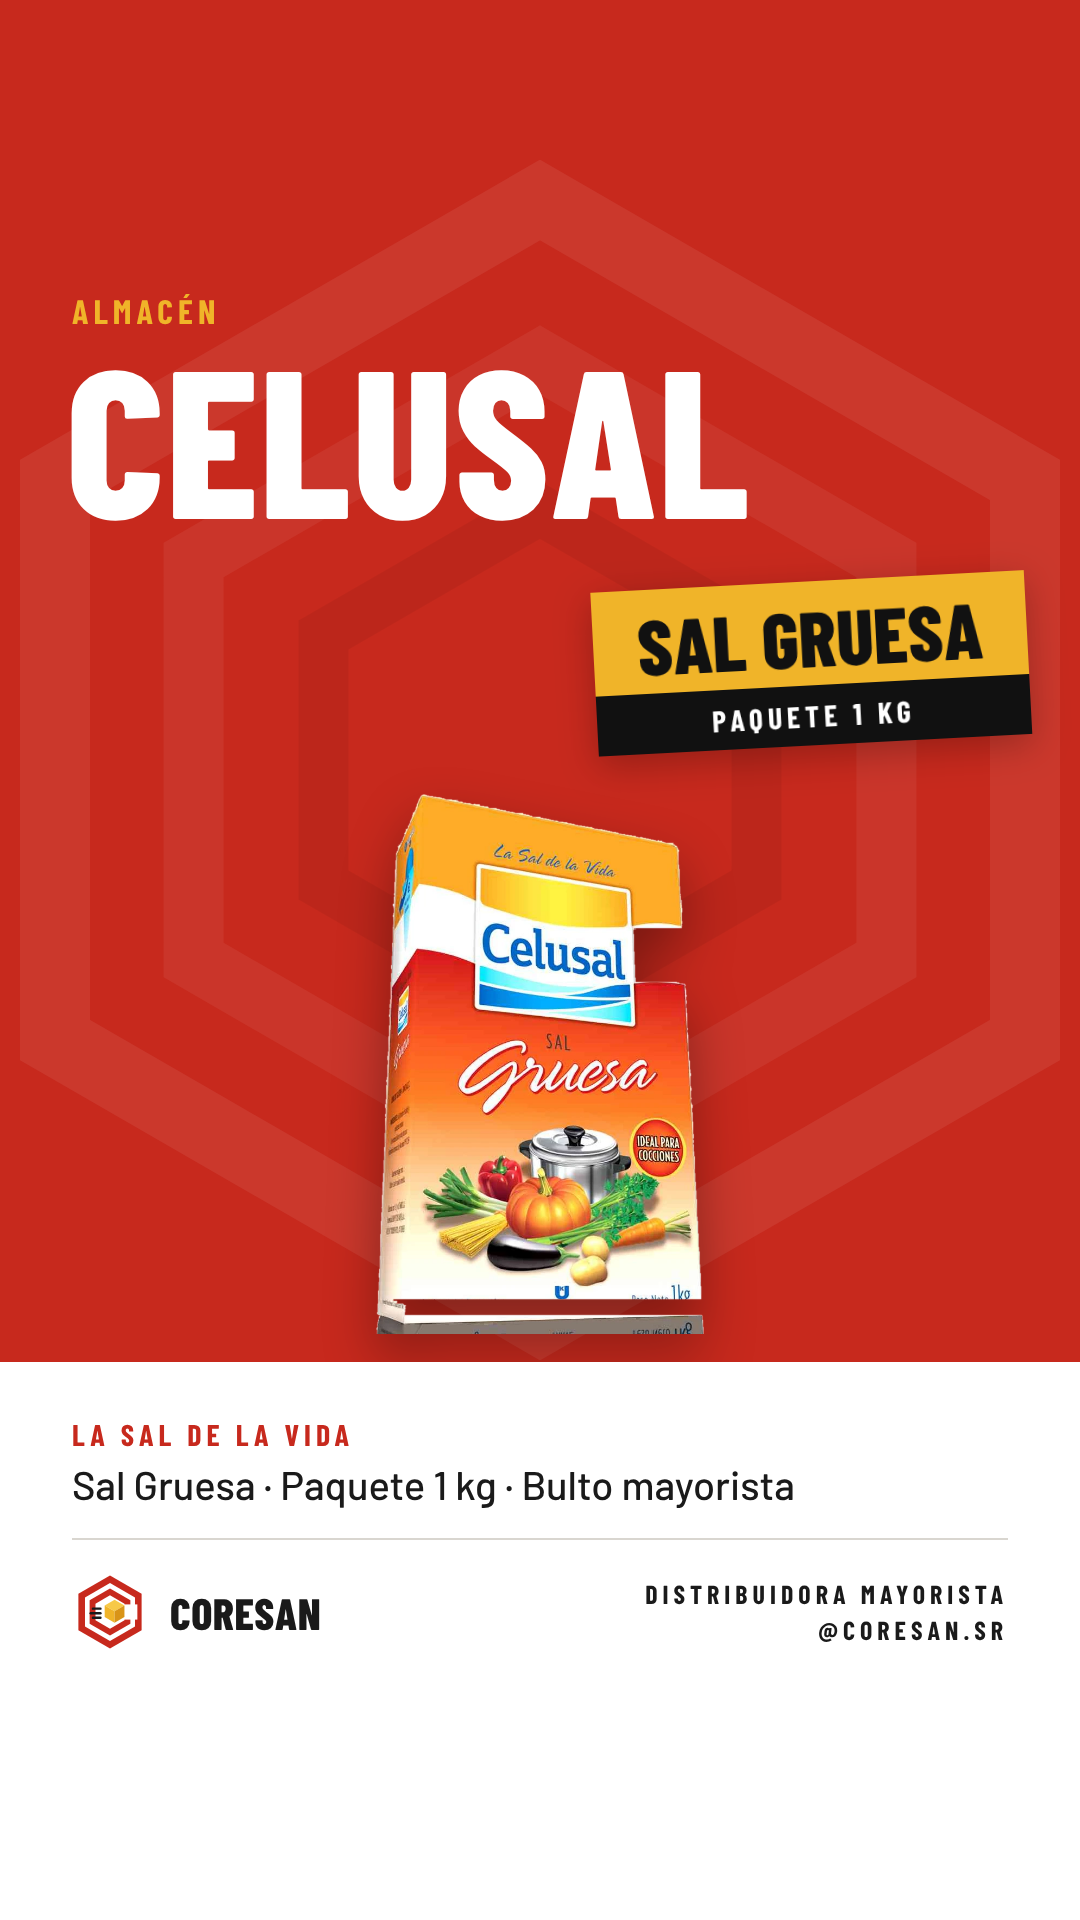 ALMACÉN
CELUSAL
SAL GRUESA
PAQUETE 1 KG
La Sal de la Vida
Celusal
SAL
Gruesa
IDEAL PARA
COCCIONES
1kg
LA SAL DE LA VIDA
Sal Gruesa · Paquete 1 kg · Bulto mayorista
CORESAN
DISTRIBUIDORA MAYORISTA
@CORESAN.SR